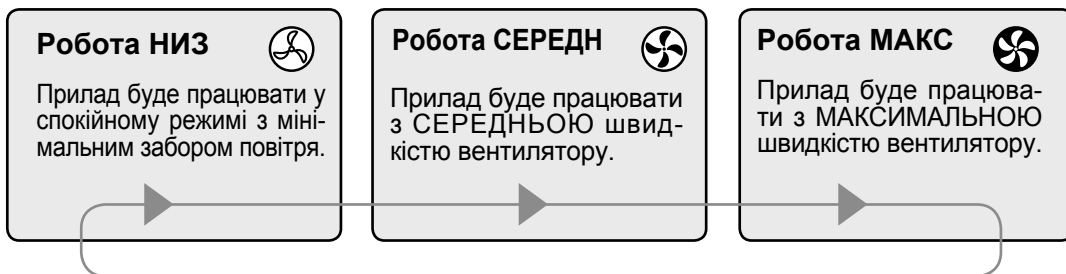 Робота НИЗ
Прилад буде працювати у
спокійному режимі з міні-
мальним забором повітря.
Робота СЕРЕДН
Прилад буде працювати
з СЕРЕДНЬОЮ швид-
кістю вентилятору.
Робота МАКС
Прилад буде працюва-
ти з МАКСИМАЛЬНОЮ
швидкістю вентилятору.